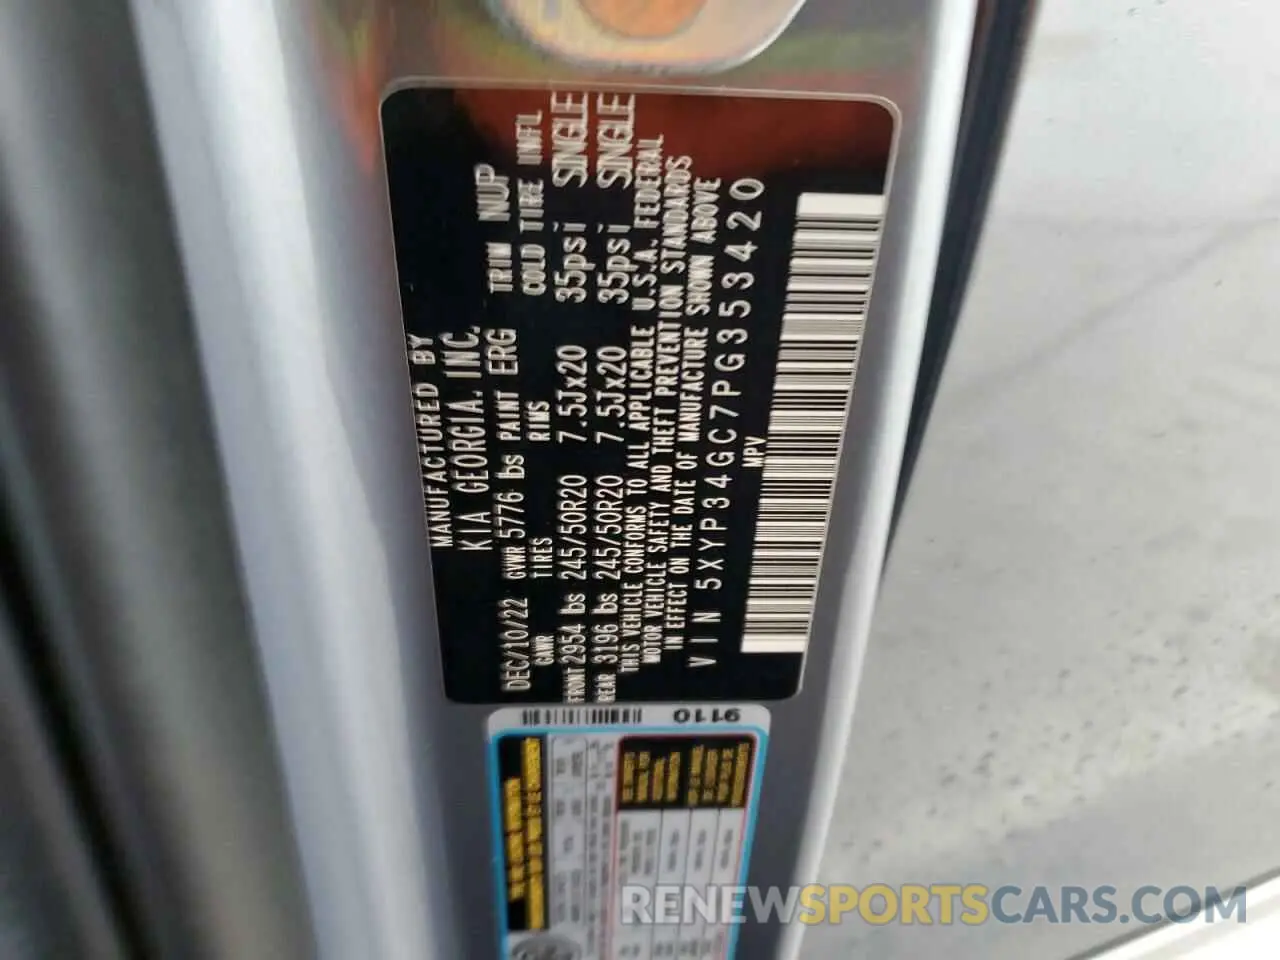 MANUFACTURED BY
KIA GEORGIA, INC.
DEC/10/22 GVWR 5776 lbs PAINT ERG TRIM NUP
GAWR TIRES RIMS COLD TIRE INFL
FRONT 2954 lbs 245/50R20 7.5Jx20 35psi SINGLE
REAR 3196 lbs 245/50R20 7.5Jx20 35psi SINGLE
THIS VEHICLE CONFORMS TO ALL APPLICABLE U.S.A. FEDERAL
MOTOR VEHICLE SAFETY AND THEFT PREVENTION STANDARDS
IN EFFECT ON THE DATE OF MANUFACTURE SHOWN ABOVE
VIN 5XYP34GC7PG353420
MPV
9110
RENEWSPORTSCARS.COM